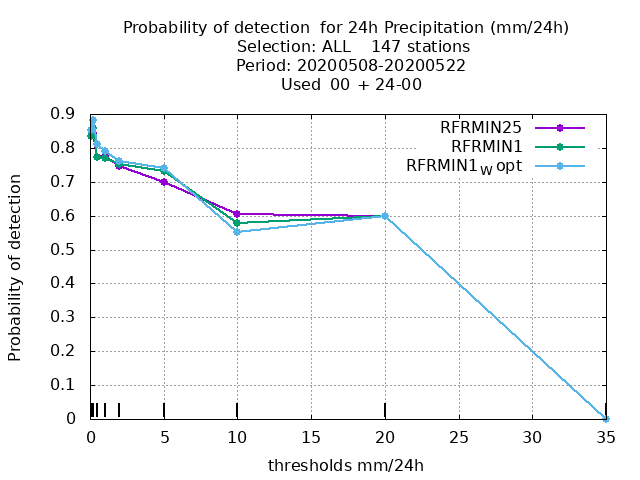 Probability of detection for 24h Precipitation (mm/24h)
Selection: ALL 147 stations
Period: 20200508-20200522
Used 00 + 24-00
RFRMIN25
RFRMIN1
RFRMIN1W opt
0.9
0.8
0.7
0.6
0.5
0.4
0.3
0.2
0.1
0
Probability of detection
0 5 10 15 20 25 30 35
thresholds mm/24h